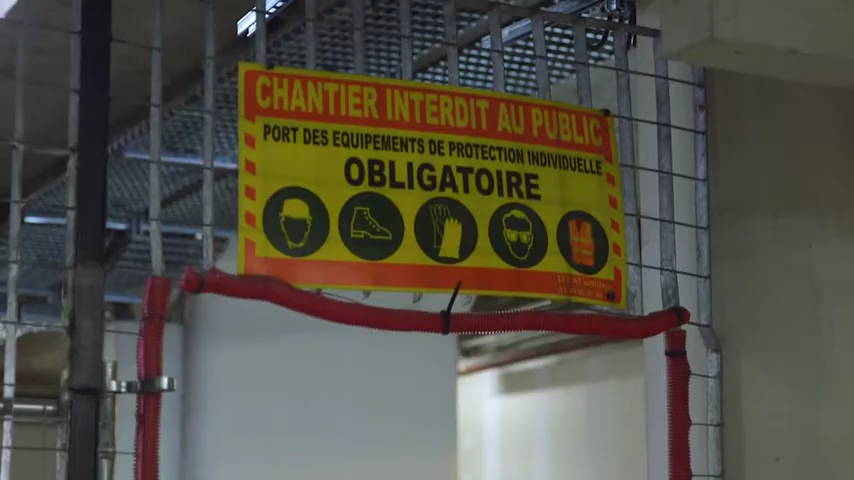 CHANTIER INTERDIT AU PUBLIC
PORT DES EQUIPEMENTS DE PROTECTION INDIVIDUELLE
OBLIGATOIRE